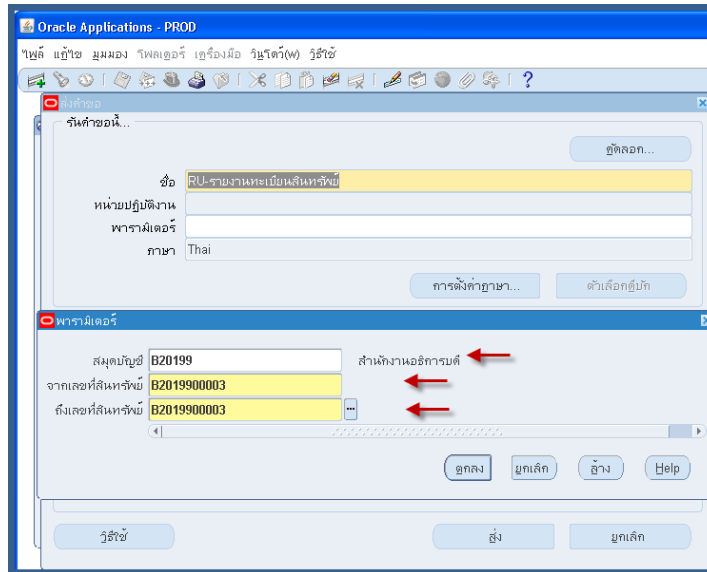 Oracle Applications - PROD
ไฟล์ แก้ไข มุมมอง โฟลเดอร์ เครื่องมือ วินโดว์(w) วิธีใช้
ส่งคำขอ
รันคำขอนี้...
คัดลอก...
ชื่อ RU-รายงานทะเบียนสินทรัพย์
หน่วยปฏิบัติงาน
พารามิเตอร์
ภาษา Thai
การตั้งค่าภาษา... ตัวเลือกดีบัก
พารามิเตอร์
สมุดบัญชี B20199 สำนักงานอธิการบดี
จากเลขที่สินทรัพย์ B2019900003
ถึงเลขที่สินทรัพย์ B2019900003
ตกลง ยกเลิก ล้าง Help
วิธีใช้ ส่ง ยกเลิก